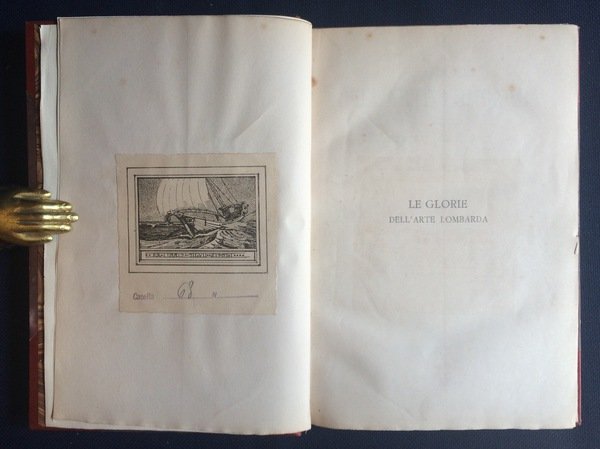 Casella 68 N
LE GLORIE
DELL'ARTE LOMBARDA